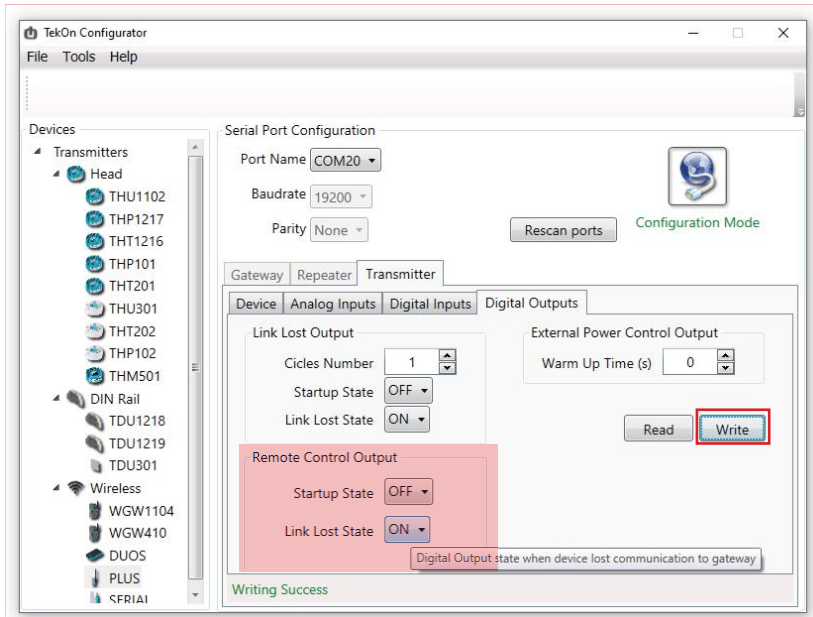 TekOn Configurator
File Tools Help
Devices
Transmitters
Head
THU1102
THP1217
THT1216
THP101
THT201
THU301
THT202
THP102
THM501
DIN Rail
TDU1218
TDU1219
TDU301
Wireless
WGW1104
WGW410
DUOS
PLUS
SERIAL
Serial Port Configuration
Port Name COM20
Baudrate 19200
Parity None
Rescan ports
Configuration Mode
Gateway Repeater Transmitter
Device Analog Inputs Digital Inputs Digital Outputs
Link Lost Output
Cicles Number 1
Startup State OFF
Link Lost State ON
External Power Control Output
Warm Up Time (s) 0
Read Write
Remote Control Output
Startup State OFF
Link Lost State ON
Digital Output state when device lost communication to gateway
Writing Success